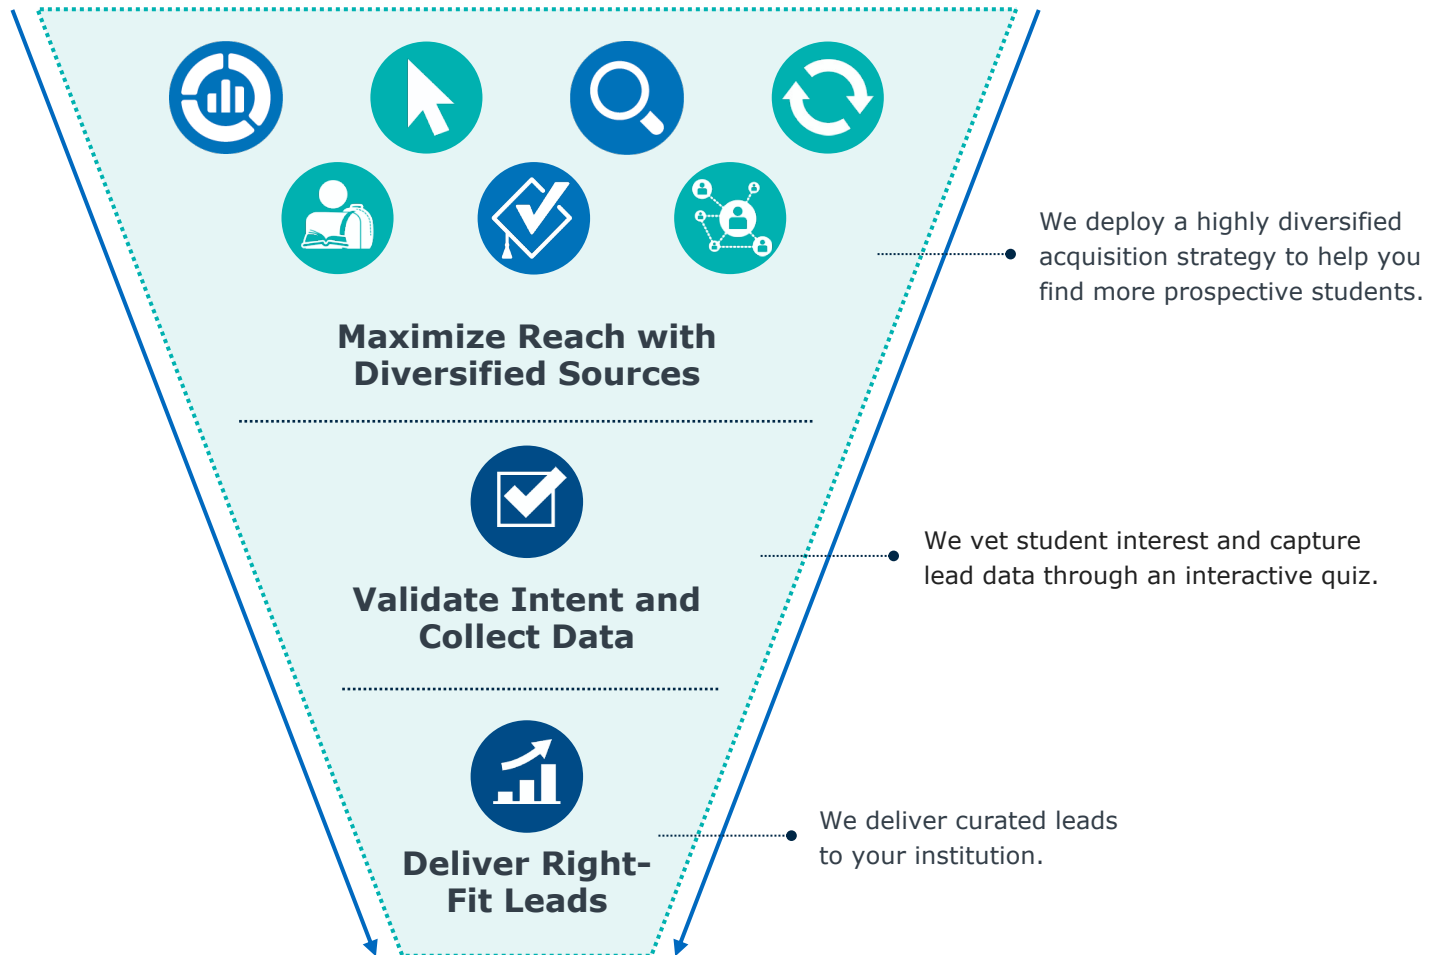 We deploy a highly diversified
acquisition strategy to help you
find more prospective students.
Maximize Reach with
Diversified Sources
We vet student interest and capture
lead data through an interactive quiz.
Validate Intent and
Collect Data
We deliver curated leads
to your institution.
Deliver Right-
Fit Leads